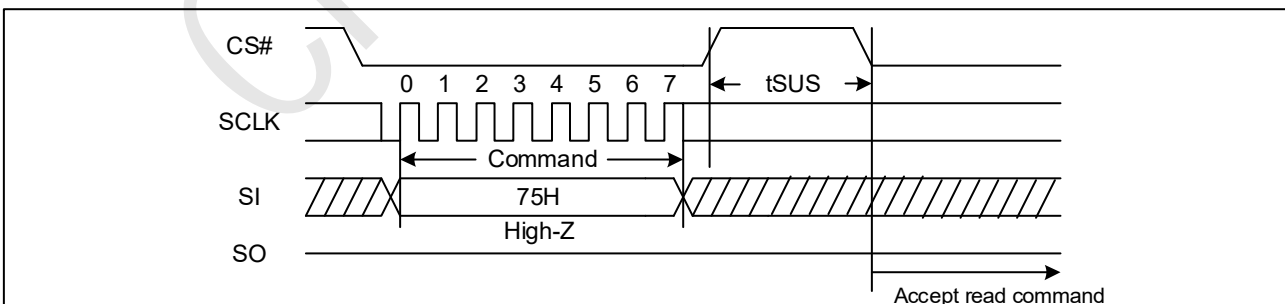 CS#
tSUS
0 1 2 3 4 5 6 7
SCLK
Command
SI
75H
High-Z
SO
Accept read command